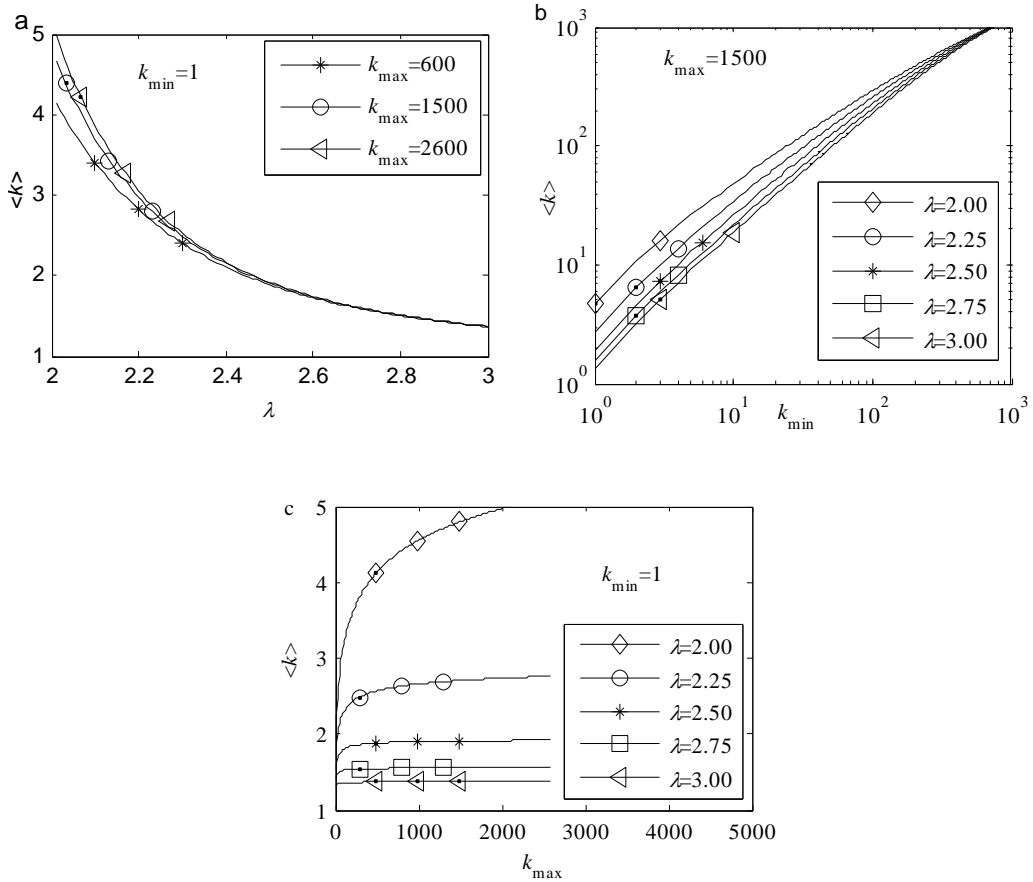 a
5
4
3
2
1
<k>
2
2.2
2.4
2.6
2.8
3
λ
k_min=1
k_max=600
k_max=1500
k_max=2600
b
10^3
10^2
10^1
10^0
<k>
10^0
10^1
k_min
10^2
10^3
k_max=1500
λ=2.00
λ=2.25
λ=2.50
λ=2.75
λ=3.00
c
5
4
3
2
1
<k>
0
1000
2000
3000
4000
5000
k_max
k_min=1
λ=2.00
λ=2.25
λ=2.50
λ=2.75
λ=3.00